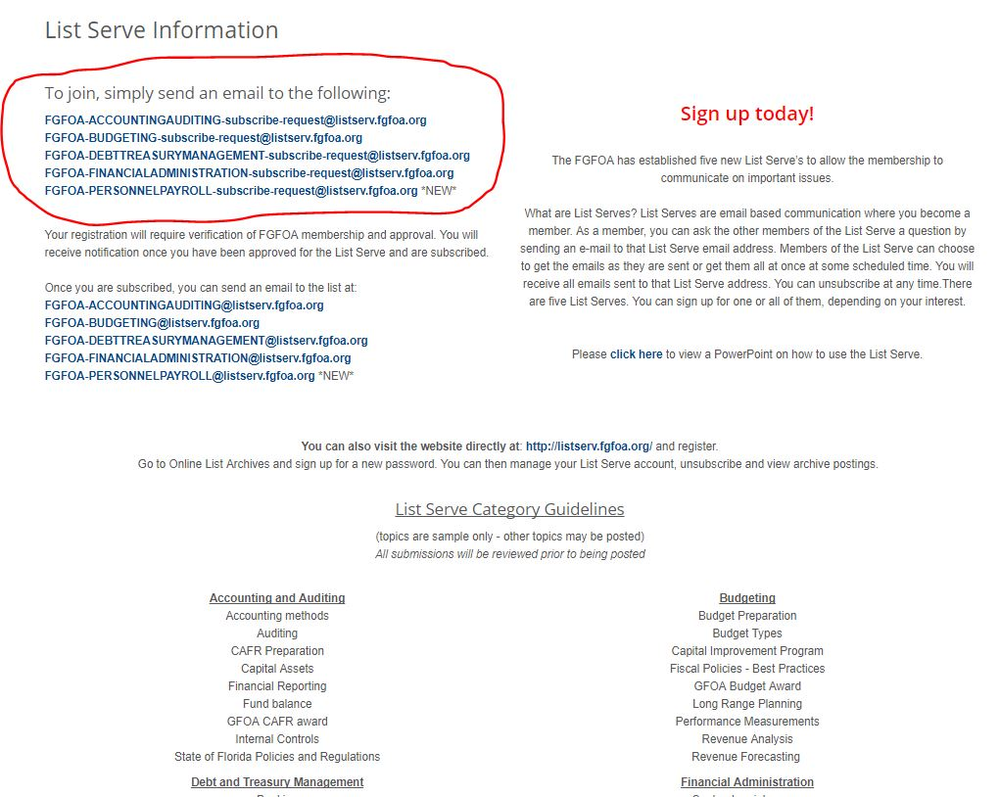 List Serve Information
To join, simply send an email to the following:
FGFOA-ACCOUNTINGAUDITING-subscribe-request@listserv.fgfoa.org
FGFOA-BUDGETING-subscribe-request@listserv.fgfoa.org
FGFOA-DEBTTREASURYMANAGEMENT-subscribe-request@listserv.fgfoa.org
FGFOA-FINANCIALADMINISTRATION-subscribe-request@listserv.fgfoa.org
FGFOA-PERSONNELPAYROLL-subscribe-request@listserv.fgfoa.org *NEW*
Your registration will require verification of FGFOA membership and approval. You will
receive notification once you have been approved for the List Serve and are subscribed.
Once you are subscribed, you can send an email to the list at:
FGFOA-ACCOUNTINGAUDITING@listserv.fgfoa.org
FGFOA-BUDGETING@listserv.fgfoa.org
FGFOA-DEBTTREASURYMANAGEMENT@listserv.fgfoa.org
FGFOA-FINANCIALADMINISTRATION@listserv.fgfoa.org
FGFOA-PERSONNELPAYROLL@listserv.fgfoa.org *NEW*
Sign up today!
The FGFOA has established five new List Serve's to allow the membership to
communicate on important issues.
What are List Serves? List Serves are email based communication where you become a
member. As a member, you can ask the other members of the List Serve a question by
sending an e-mail to that List Serve email address. Members of the List Serve can choose
to get the emails as they are sent or get them all at once at some scheduled time. You will
receive all emails sent to that List Serve address. You can unsubscribe at any time.There
are five List Serves. You can sign up for one or all of them, depending on your interest.
Please click here to view a PowerPoint on how to use the List Serve.
You can also visit the website directly at: http://listserv.fgfoa.org/ and register.
Go to Online List Archives and sign up for a new password. You can then manage your List Serve account, unsubscribe and view archive postings.
List Serve Category Guidelines
(topics are sample only - other topics may be posted)
All submissions will be reviewed prior to being posted
Accounting and Auditing
Accounting methods
Auditing
CAFR Preparation
Capital Assets
Financial Reporting
Fund balance
GFOA CAFR award
Internal Controls
State of Florida Policies and Regulations
Budgeting
Budget Preparation
Budget Types
Capital Improvement Program
Fiscal Policies - Best Practices
GFOA Budget Award
Long Range Planning
Performance Measurements
Revenue Analysis
Revenue Forecasting
Debt and Treasury Management
Financial Administration